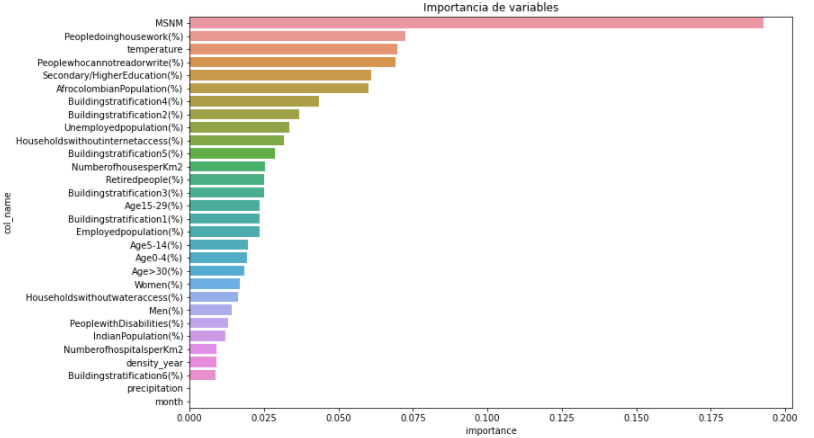 Importancia de variables
MSNM
Peopledoinghousework(%)
temperature
Peoplewhocannotreadorwrite(%)
Secondary/HigherEducation(%)
AfrocolombianPopulation(%)
Buildingstratification4(%)
Buildingstratification2(%)
Unemployedpopulation(%)
Householdswithoutinternetaccess(%)
Buildingstratification5(%)
NumberofhousesperKm2
Retiredpeople(%)
Buildingstratification3(%)
Age15-29(%)
Buildingstratification1(%)
Employedpopulation(%)
Age5-14(%)
Age0-4(%)
Age>30(%)
Women(%)
Householdswithoutwateraccess(%)
Men(%)
PeoplewithDisabilities(%)
IndianPopulation(%)
NumberofhospitalsperKm2
density_year
Buildingstratification6(%)
precipitation
month
col_name
0.000 0.025 0.050 0.075 0.100 0.125 0.150 0.175 0.200
importance